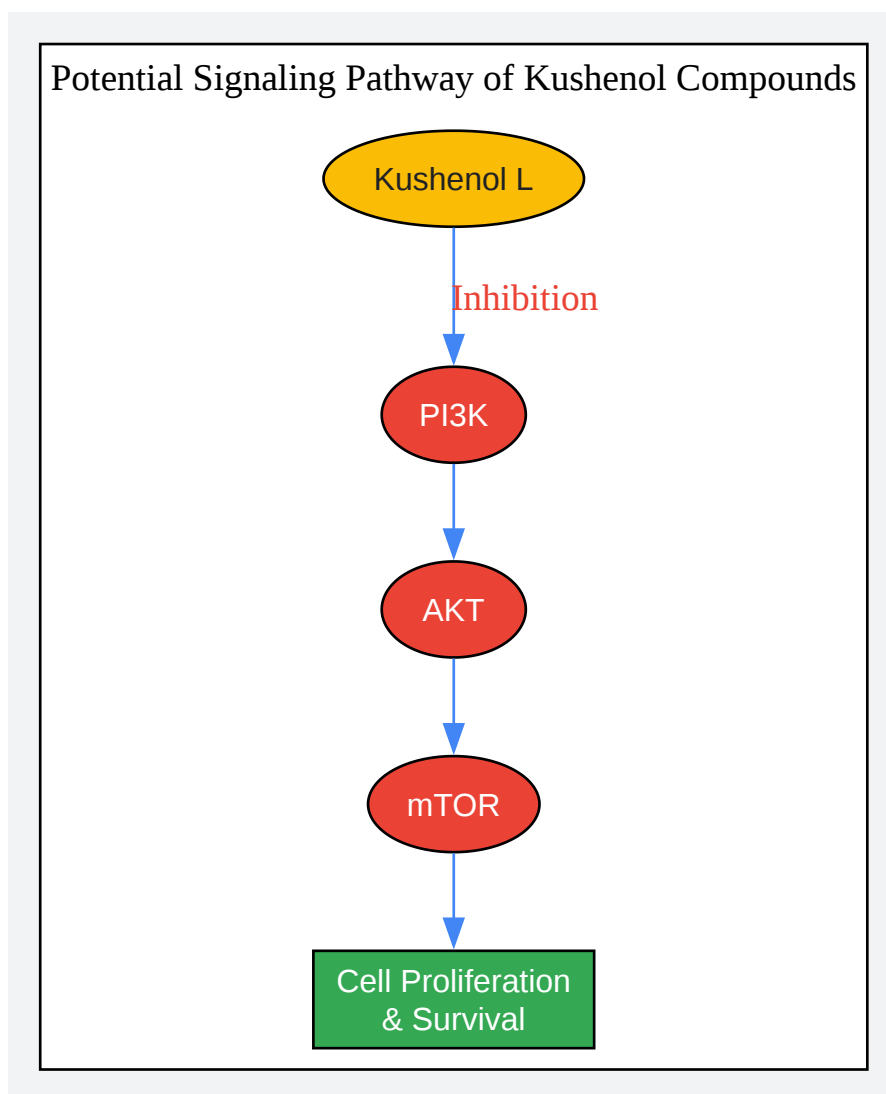 Potential Signaling Pathway of Kushenol Compounds
Kushenol L
Inhibition
PI3K
AKT
mTOR
Cell Proliferation
& Survival